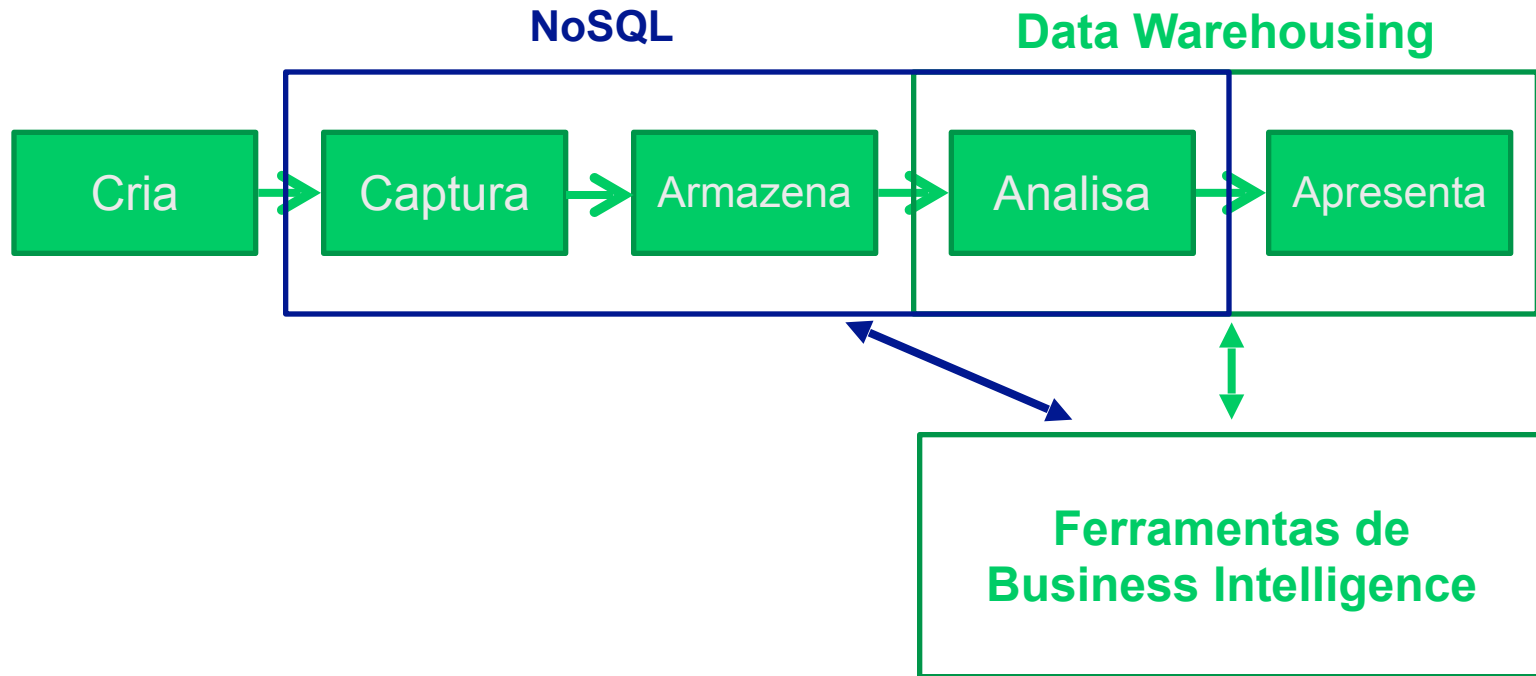 NoSQL
Data Warehousing
Cria
Captura
Armazena
Analisa
Apresenta
Ferramentas de
Business Intelligence